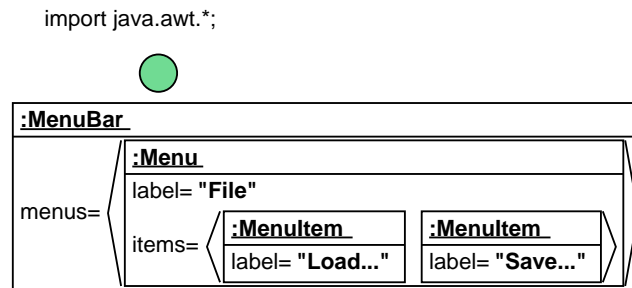 import java.awt.*;
:MenuBar
:Menu
label= "File"
menus=
items=
:MenuItem
label= "Load..."
:MenuItem
label= "Save..."